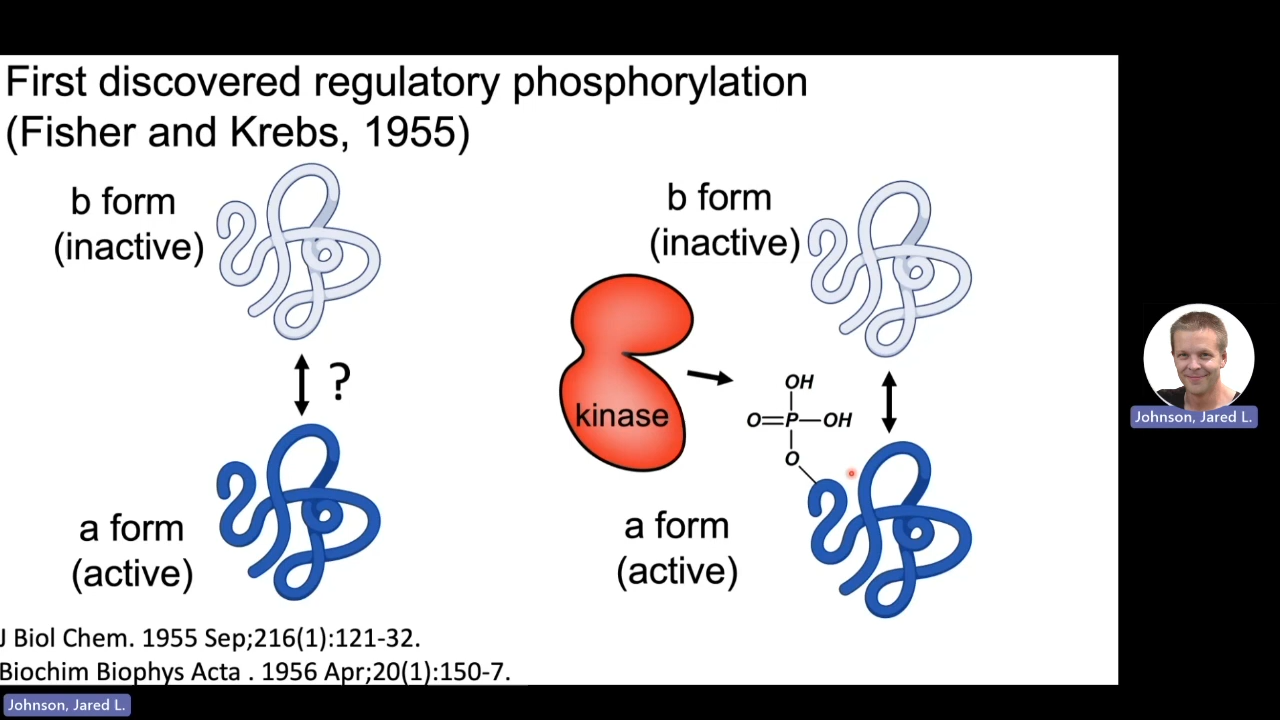 First discovered regulatory phosphorylation
(Fisher and Krebs, 1955)
b form
(inactive)
?
a form
(active)
b form
(inactive)
kinase
OH
O=P—OH
O
a form
(active)
J Biol Chem. 1955 Sep;216(1):121-32.
Biochim Biophys Acta . 1956 Apr;20(1):150-7.
Johnson, Jared L.
Johnson, Jared L.